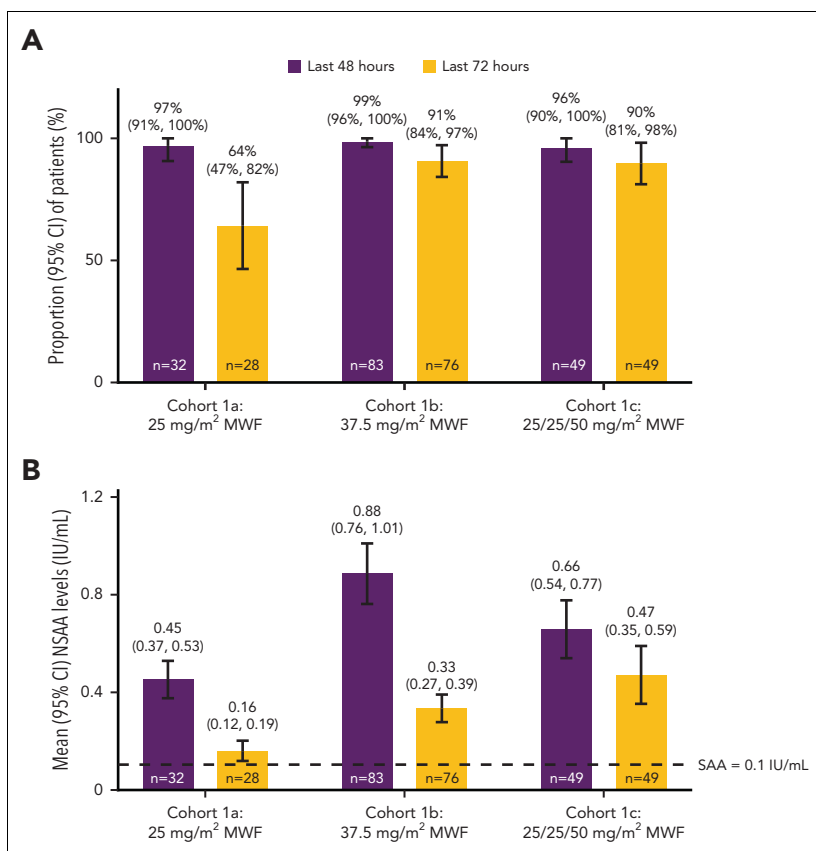 A
Last 48 hours
Last 72 hours
Proportion (95% CI) of patients (%)
100
50
0
97%
(91%, 100%)
64%
(47%, 82%)
99%
(96%, 100%)
91%
(84%, 97%)
96%
(90%, 100%)
90%
(81%, 98%)
n=32
n=28
n=83
n=76
n=49
n=49
Cohort 1a:
25 mg/m² MWF
Cohort 1b:
37.5 mg/m² MWF
Cohort 1c:
25/25/50 mg/m² MWF
B
Mean (95% CI) NSAA levels (IU/mL)
1.2
0.8
0.4
0
0.45
(0.37, 0.53)
0.16
(0.12, 0.19)
0.88
(0.76, 1.01)
0.33
(0.27, 0.39)
0.66
(0.54, 0.77)
0.47
(0.35, 0.59)
SAA = 0.1 IU/mL
n=32
n=28
n=83
n=76
n=49
n=49
Cohort 1a:
25 mg/m² MWF
Cohort 1b:
37.5 mg/m² MWF
Cohort 1c:
25/25/50 mg/m² MWF